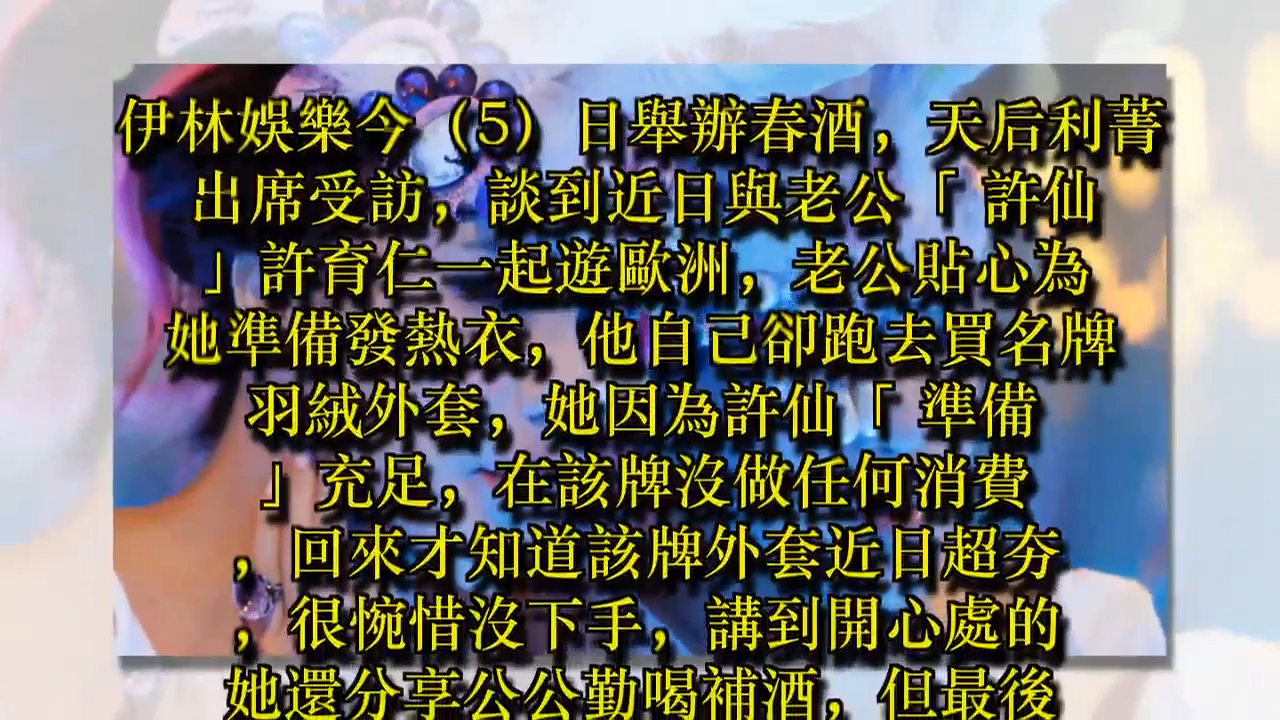 伊林娛樂今（5）日舉辦春酒，天后利菁
出席受訪，談到近日與老公「 許仙
」許育仁一起遊歐洲，老公貼心為
她準備發熱衣，他自己卻跑去買名牌
羽絨外套，她因為許仙「 準備
」充足，在該牌沒做任何消費
，回來才知道該牌外套近日超夯
，很惋惜沒下手，講到開心處的
她還分享公公勤喝補酒，但最後